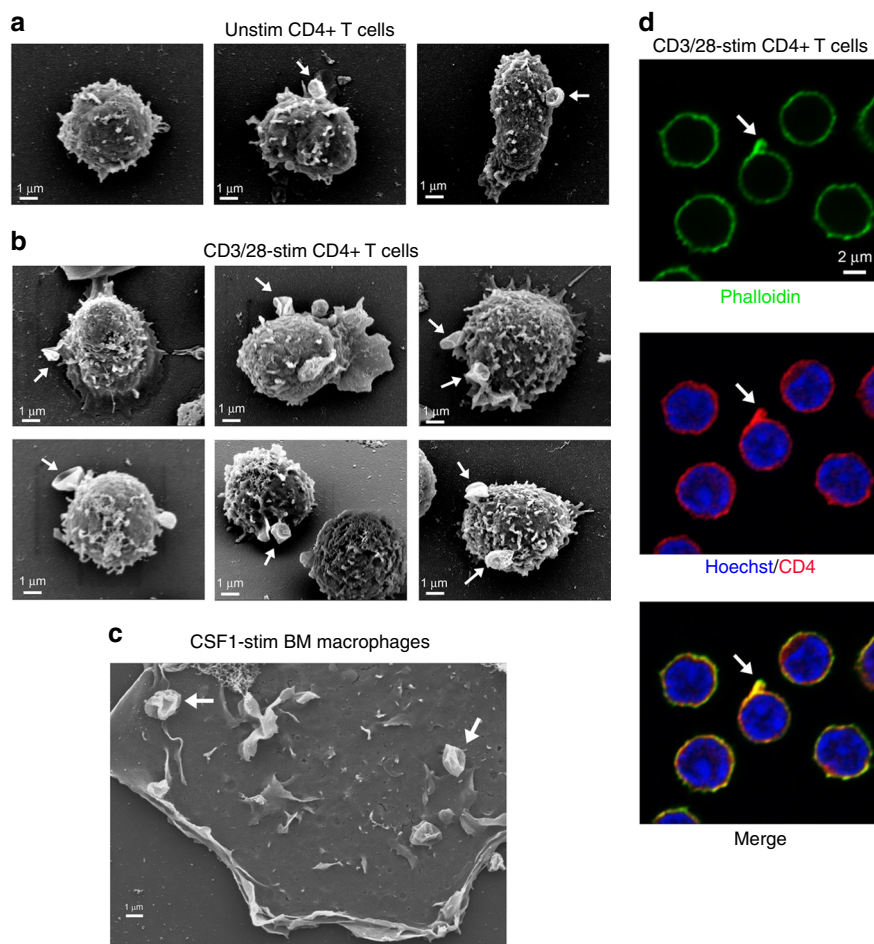 a
Unstim CD4+ T cells
1 μm
1 μm
1 μm
b
CD3/28-stim CD4+ T cells
1 μm
1 μm
1 μm
1 μm
1 μm
1 μm
c
CSF1-stim BM macrophages
1 μm
d
CD3/28-stim CD4+ T cells
2 μm
Phalloidin
Hoechst/CD4
Merge